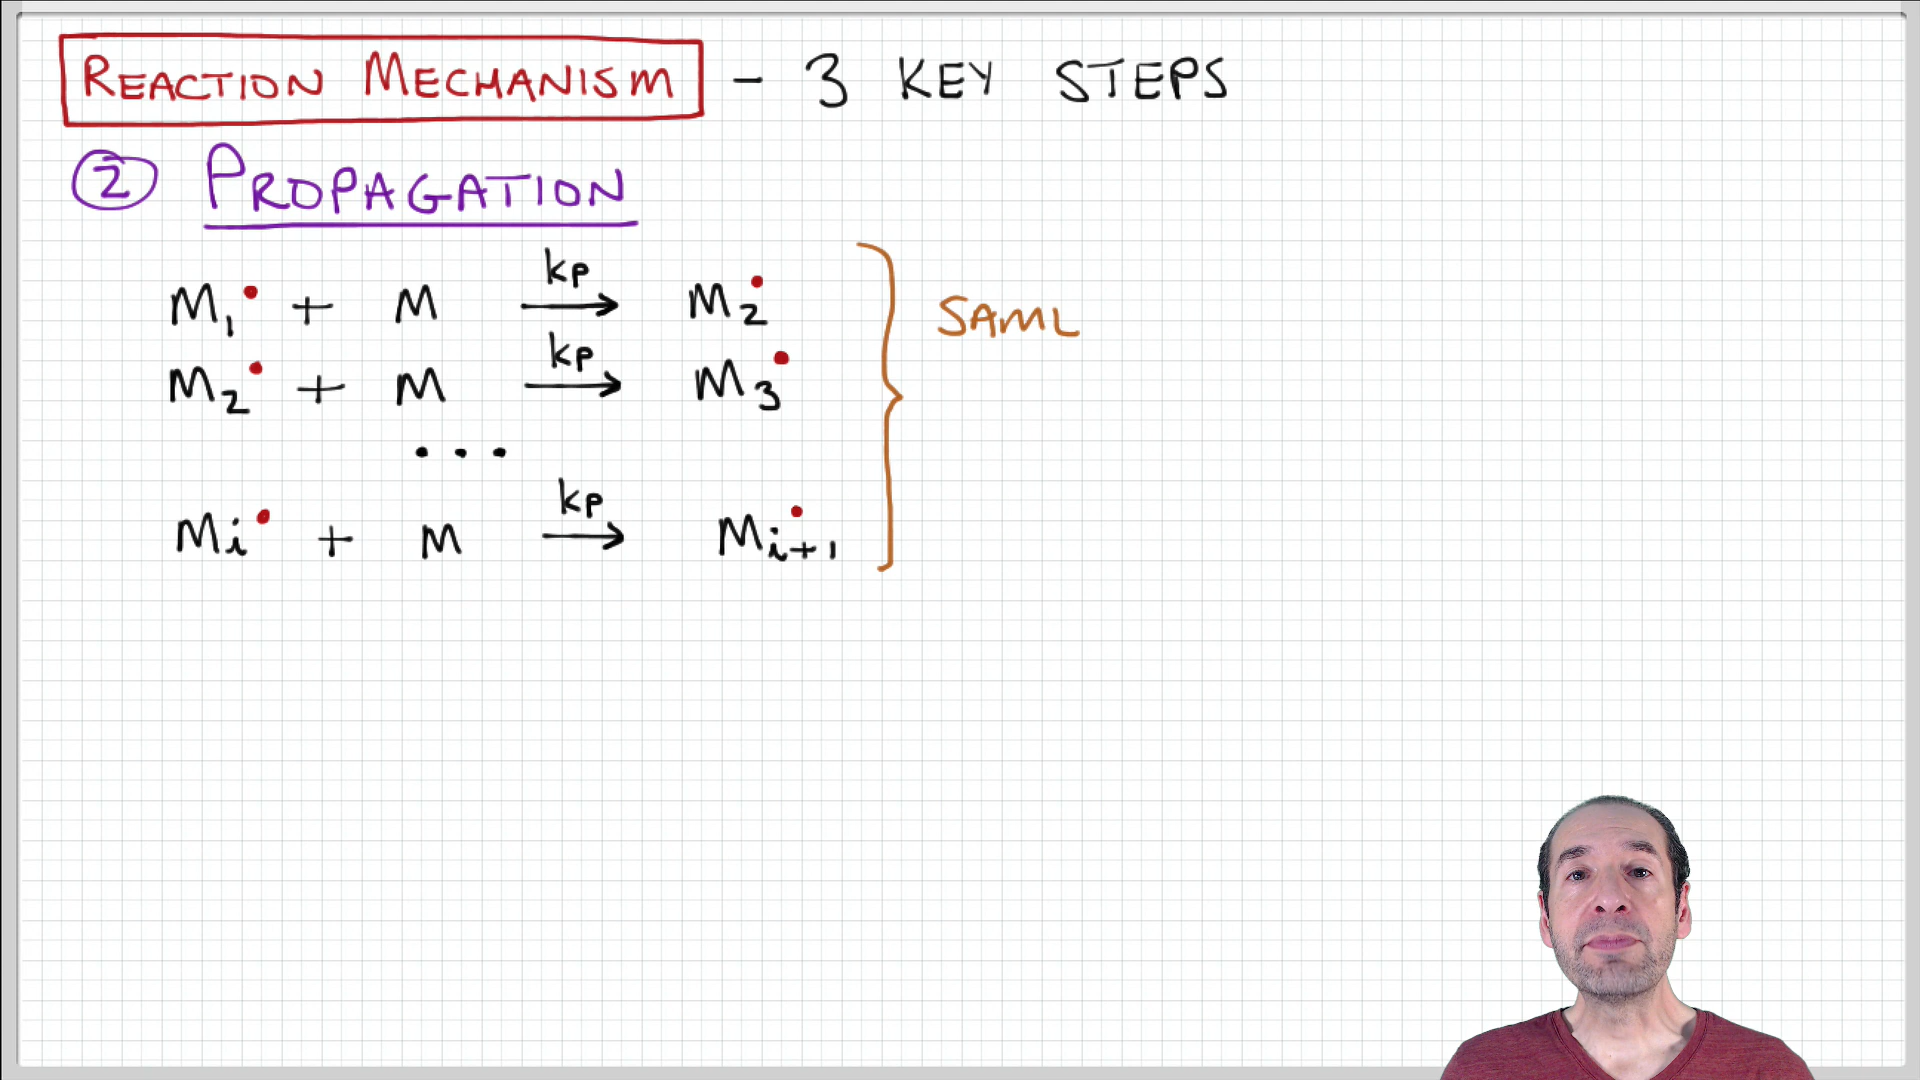 REACTION MECHANISM - 3 KEY STEPS
② PROPAGATION
M₁• + M kp → M₂•
M₂• + M kp → M₃•
...
Mi• + M kp → Mi+1•
SAML